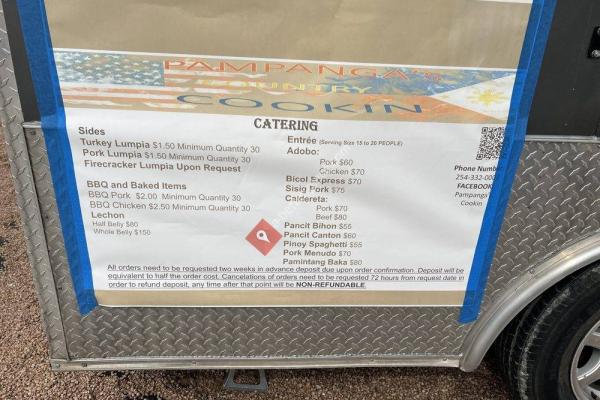 PAMPANGA'S
COUNTRY
COOKIN
CATERING
Sides
Turkey Lumpia $1.50 Minimum Quantity 30
Pork Lumpia $1.50 Minimum Quantity 30
Firecracker Lumpia Upon Request
BBQ and Baked Items
BBQ Pork $2.00 Minimum Quantity 30
BBQ Chicken $2.50 Minimum Quantity 30
Lechon
Half Belly $80
Whole Belly $150
Entrée (Serving Size 15 to 20 PEOPLE)
Adobo:
Pork $60
Chicken $70
Bicol Express $70
Sisig Pork $75
Caldereta:
Pork $70
Beef $80
Pancit Bihon $55
Pancit Canton $60
Pinoy Spaghetti $55
Pork Menudo $70
Pamintang Baka $80
Phone Number
254-332-00
FACEBOOK
Pampanga
Cookin
All orders need to be requested two weeks in advance deposit due upon order confirmation. Deposit will be
equivalent to half the order cost. Cancelations of orders need to be requested 72 hours from request date in
order to refund deposit, any time after that point will be NON-REFUNDABLE.